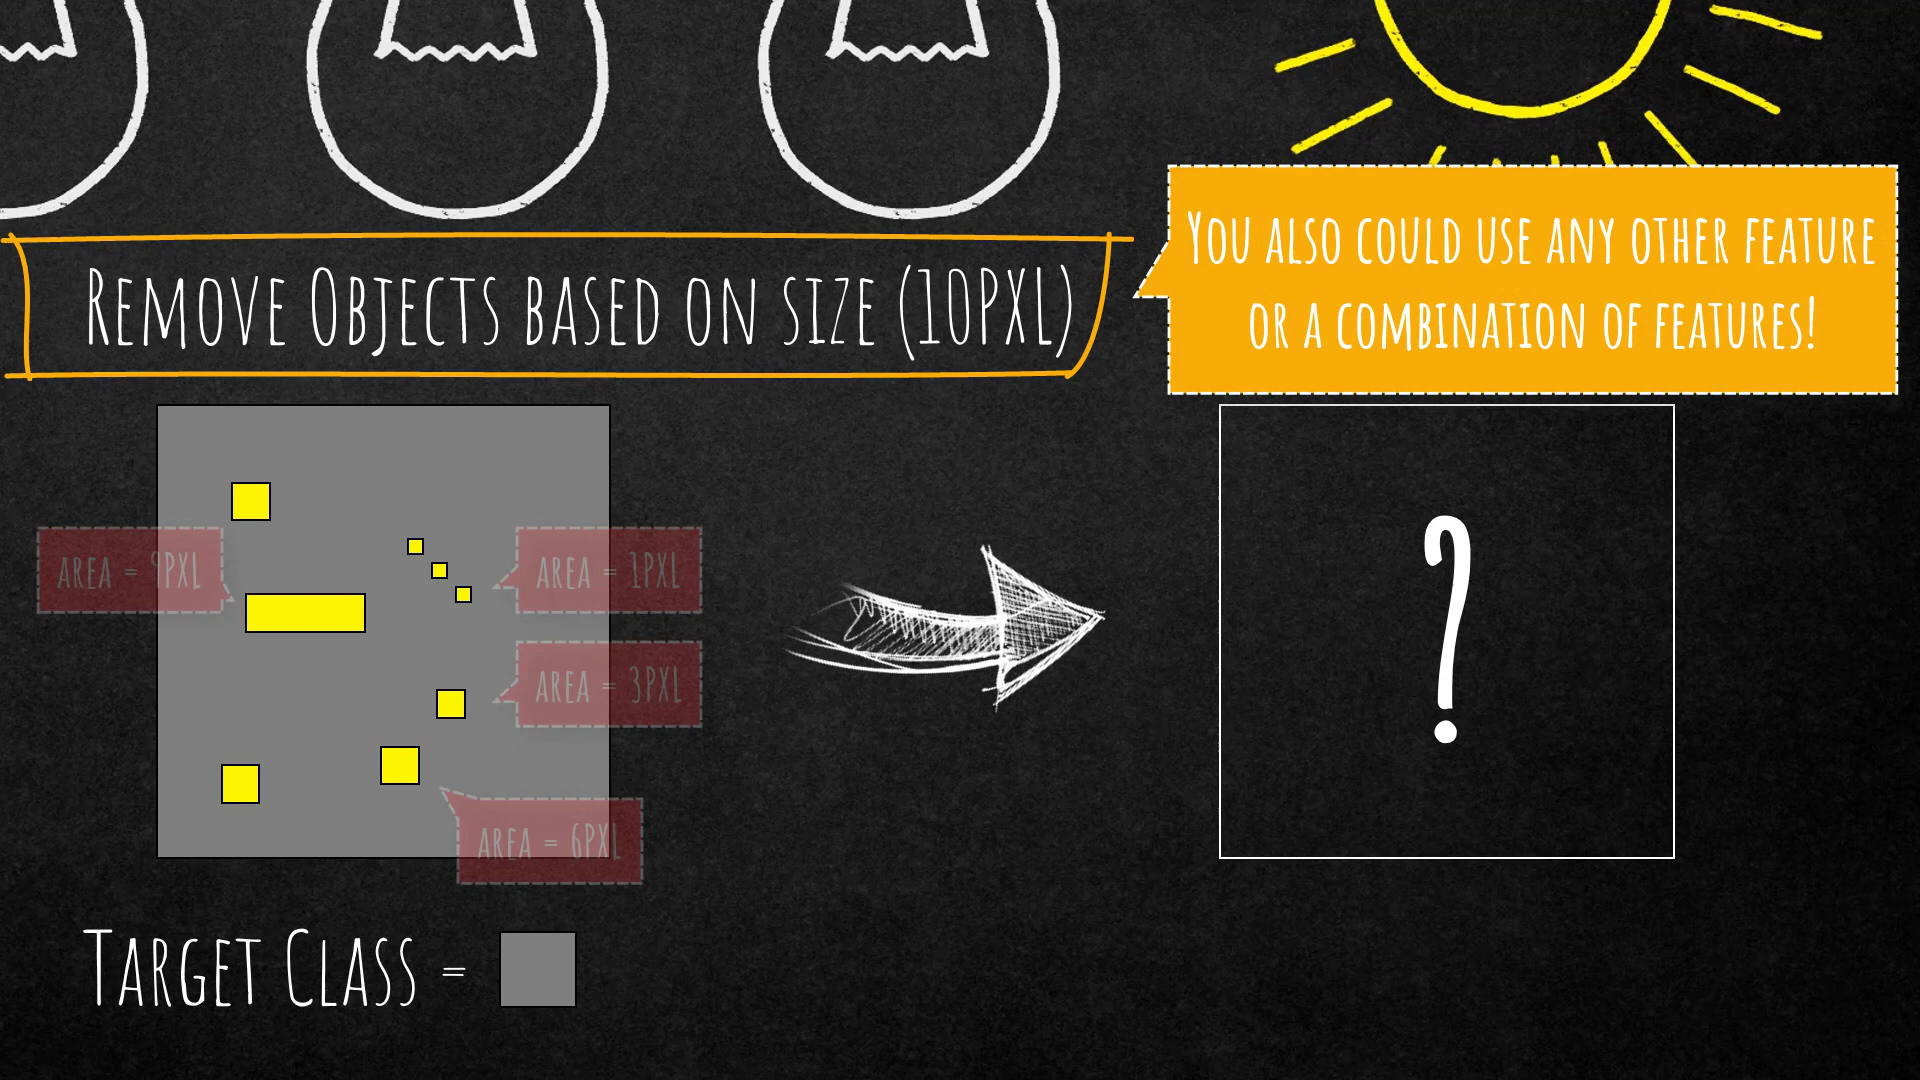 You also could use any other feature
or a combination of features!
Remove Objects based on size (10pxl)
area = 9pxl
area = 1pxl
area = 3pxl
area = 6pxl
?
Target Class =